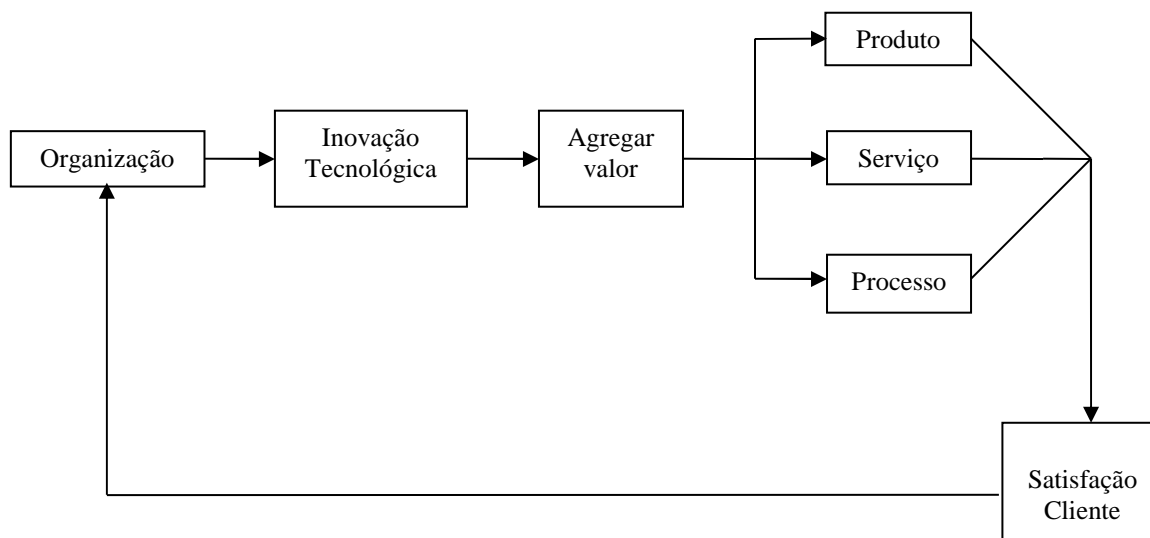 Produto
Inovação
Tecnológica
Agregar
valor
Organização
Serviço
Processo
Satisfação
Cliente